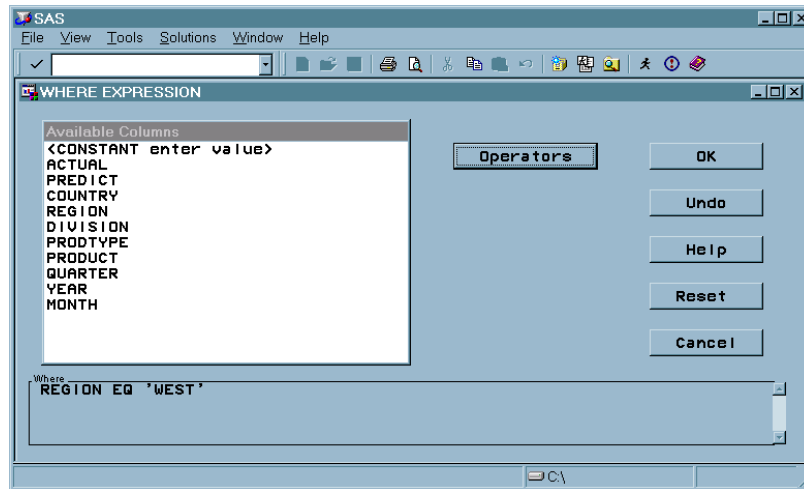 SAS
File View Tools Solutions Window Help
WHERE EXPRESSION
Available Columns
<CONSTANT enter value>
ACTUAL
PREDICT
COUNTRY
REGION
DIVISION
PRODTYPE
PRODUCT
QUARTER
YEAR
MONTH
Operators
OK
Undo
Help
Reset
Cancel
Where
REGION EQ 'WEST'
C:\